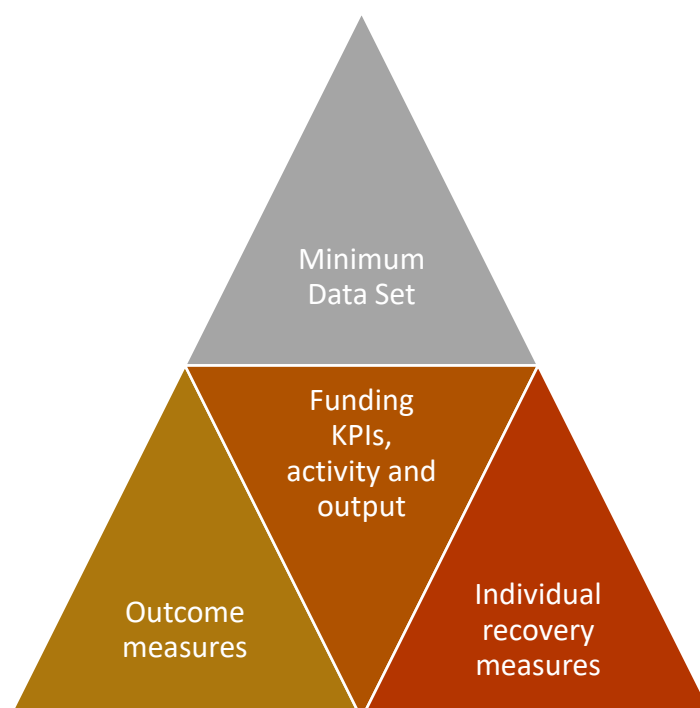 Minimum
Data Set
Funding
KPIs,
activity and
output
Outcome
measures
Individual
recovery
measures